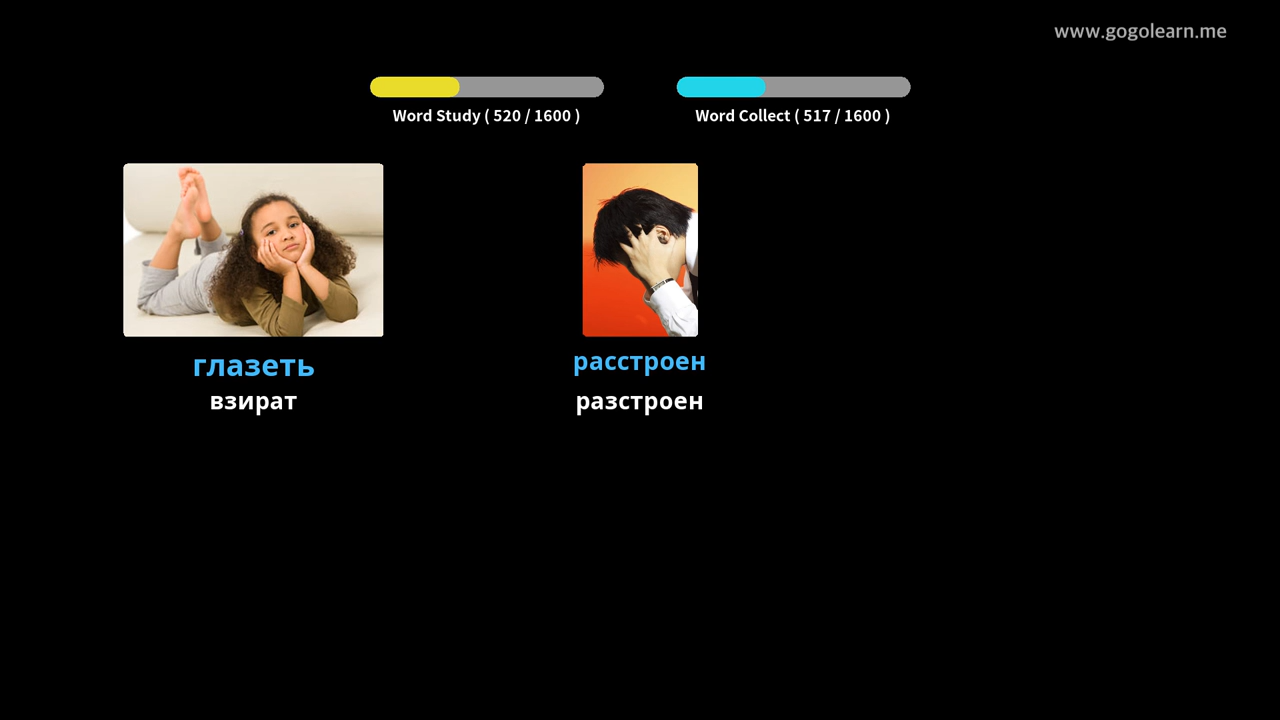 www.gogolearn.me
Word Study ( 520 / 1600 )
Word Collect ( 517 / 1600 )
глазеть
взират
расстроен
разстроен